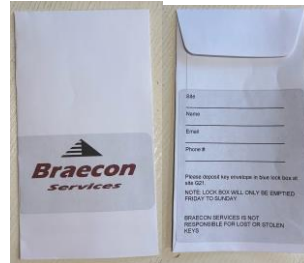 Braecon
Services
Site
Name
Email
Phone #
Please deposit key envelope in blue lock box at
site G21.
NOTE: LOCK BOX WILL ONLY BE EMPTIED
FRIDAY TO SUNDAY
BRAECON SERVICES IS NOT
RESPONSIBLE FOR LOST OR STOLEN
KEYS